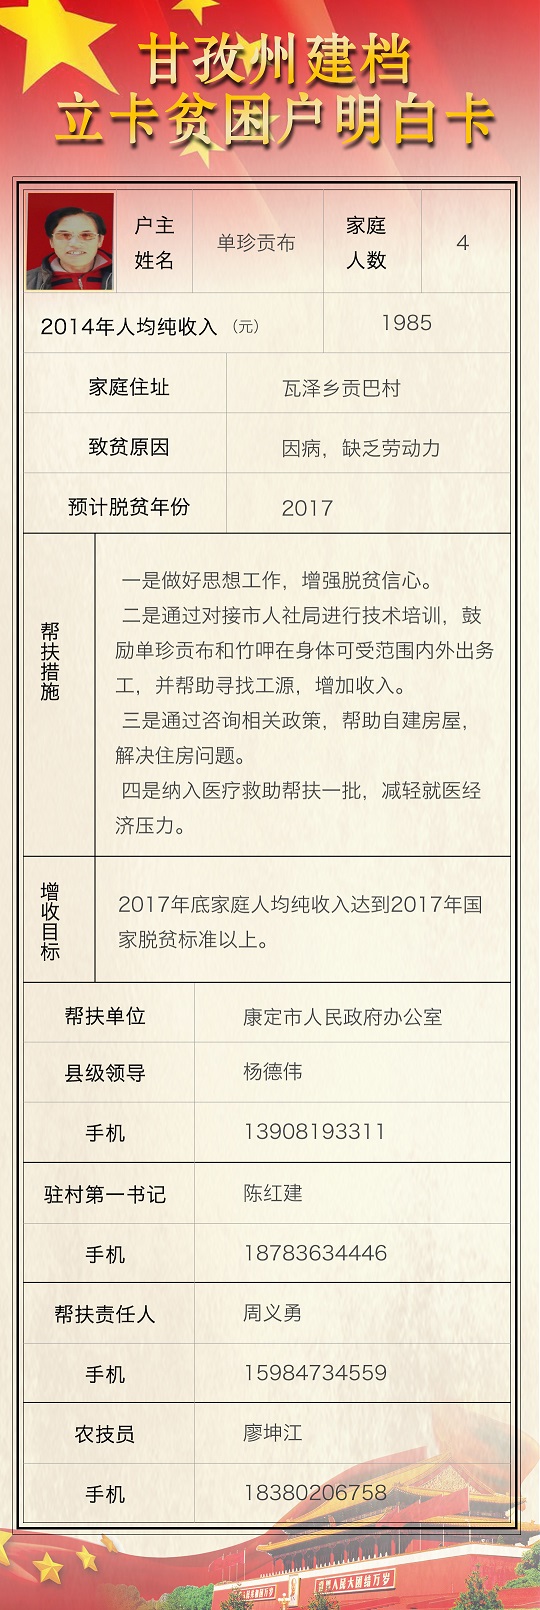 甘孜州建档
立卡贫困户明白卡
户主
姓名
单珍贡布
家庭
人数
4
2014年人均纯收入（元）
1985
家庭住址
瓦泽乡贡巴村
致贫原因
因病，缺乏劳动力
预计脱贫年份
2017
帮扶措施
一是做好思想工作，增强脱贫信心。
二是通过对接市人社局进行技术培训，鼓
励单珍贡布和竹呷在身体可受范围内外出务
工，并帮助寻找工源，增加收入。
三是通过咨询相关政策，帮助自建房屋，
解决住房问题。
四是纳入医疗救助帮扶一批，减轻就医经
济压力。
增收目标
2017年底家庭人均纯收入达到2017年国
家脱贫标准以上。
帮扶单位
康定市人民政府办公室
县级领导
杨德伟
手机
13908193311
驻村第一书记
陈红建
手机
18783634446
帮扶责任人
周义勇
手机
15984734559
农技员
廖坤江
手机
18380206758